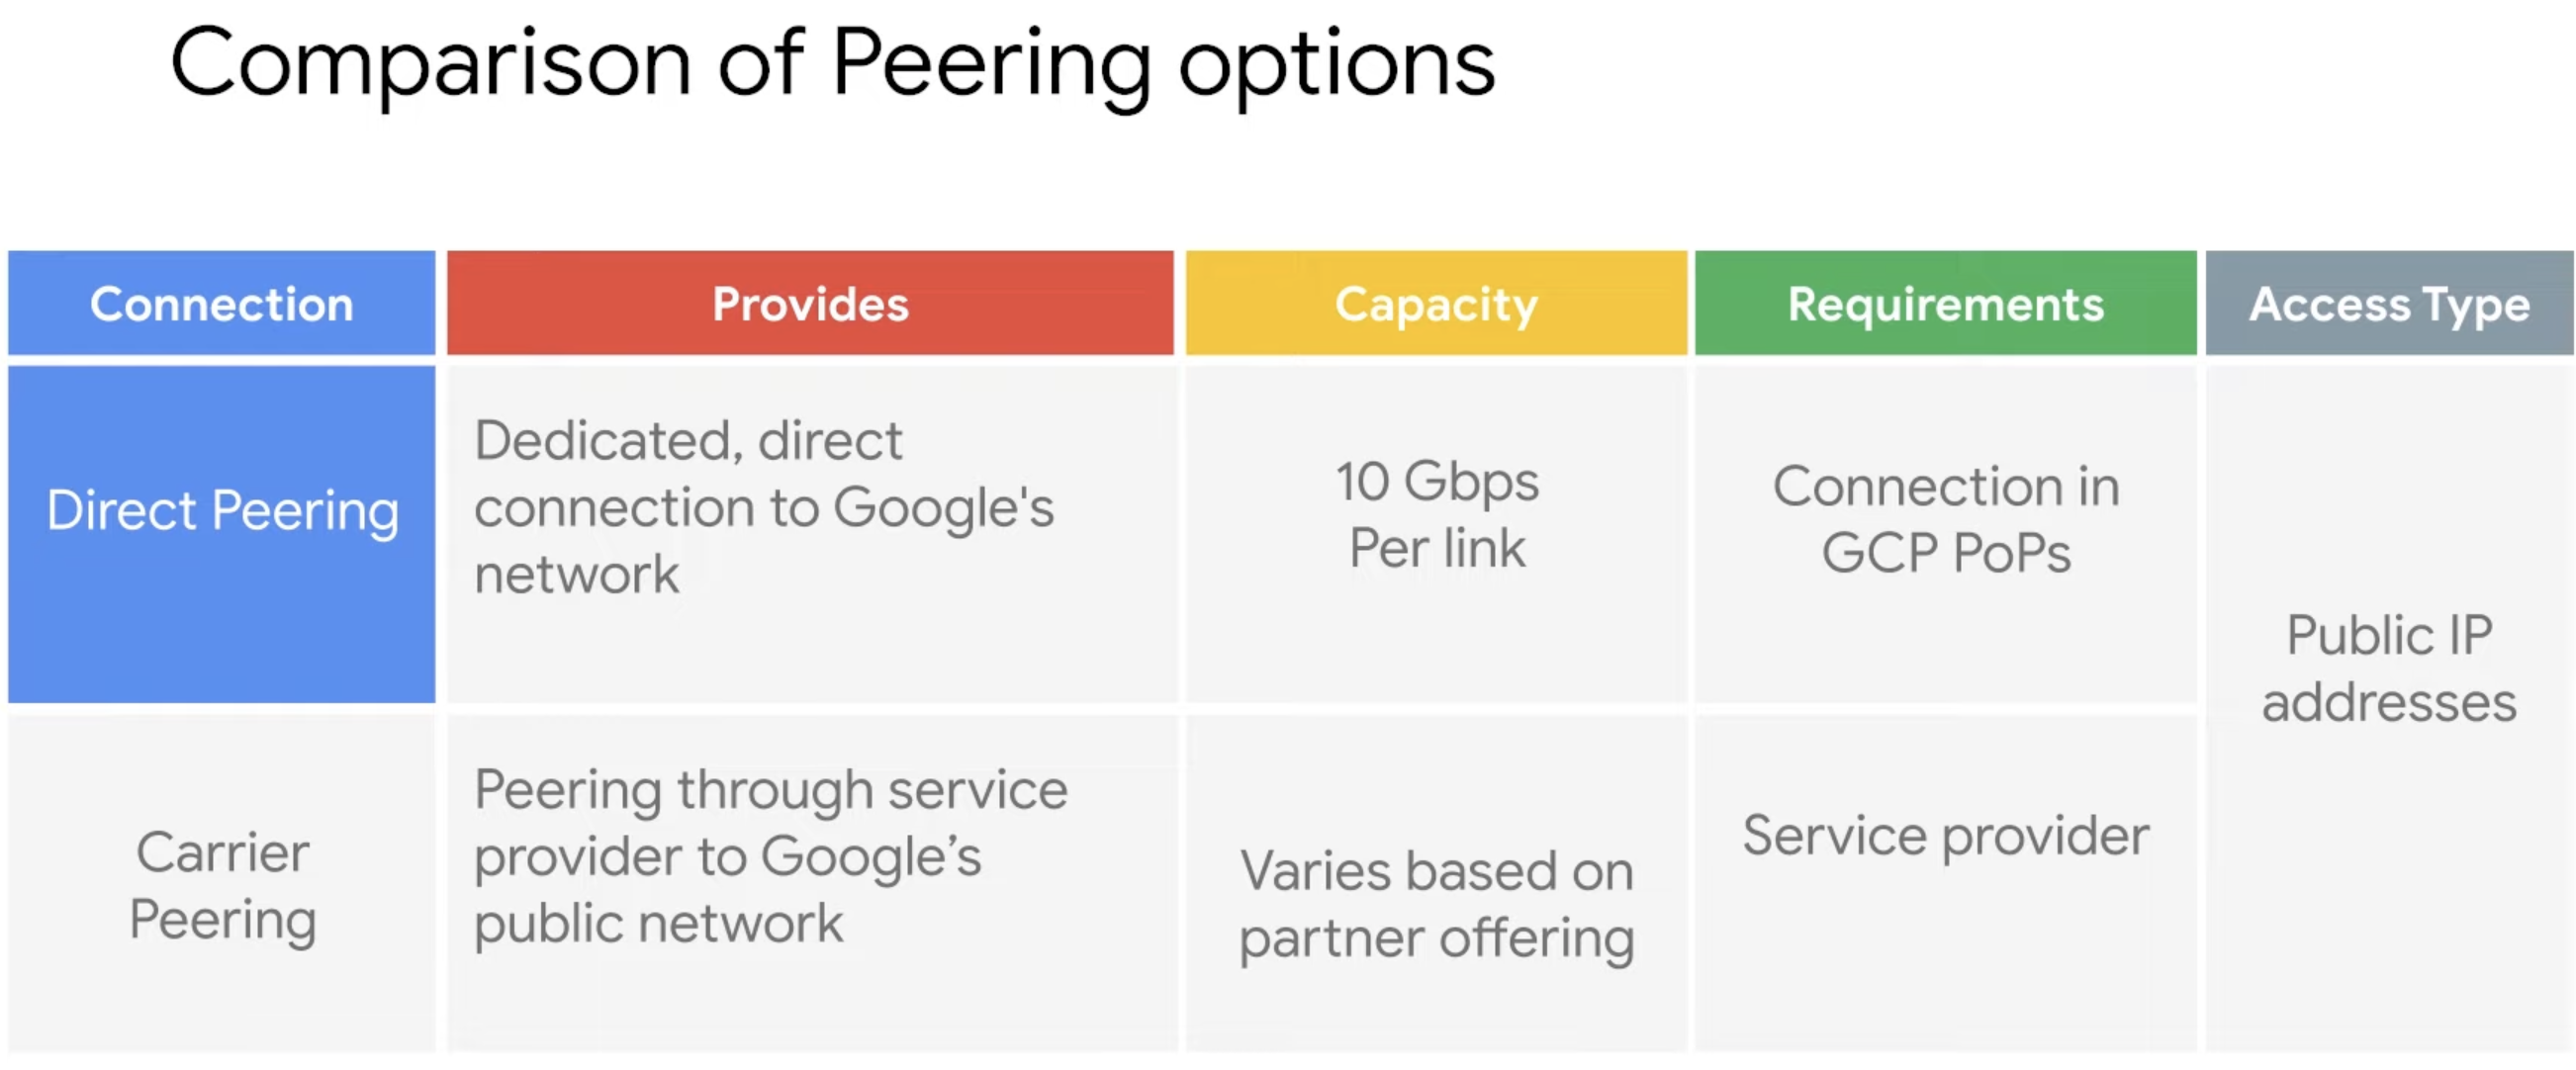 Comparison of Peering options
Connection
Provides
Capacity
Requirements
Access Type
Direct Peering
Dedicated, direct
connection to Google's
network
10 Gbps
Per link
Connection in
GCP PoPs
Public IP
addresses
Carrier
Peering
Peering through service
provider to Google’s
public network
Varies based on
partner offering
Service provider